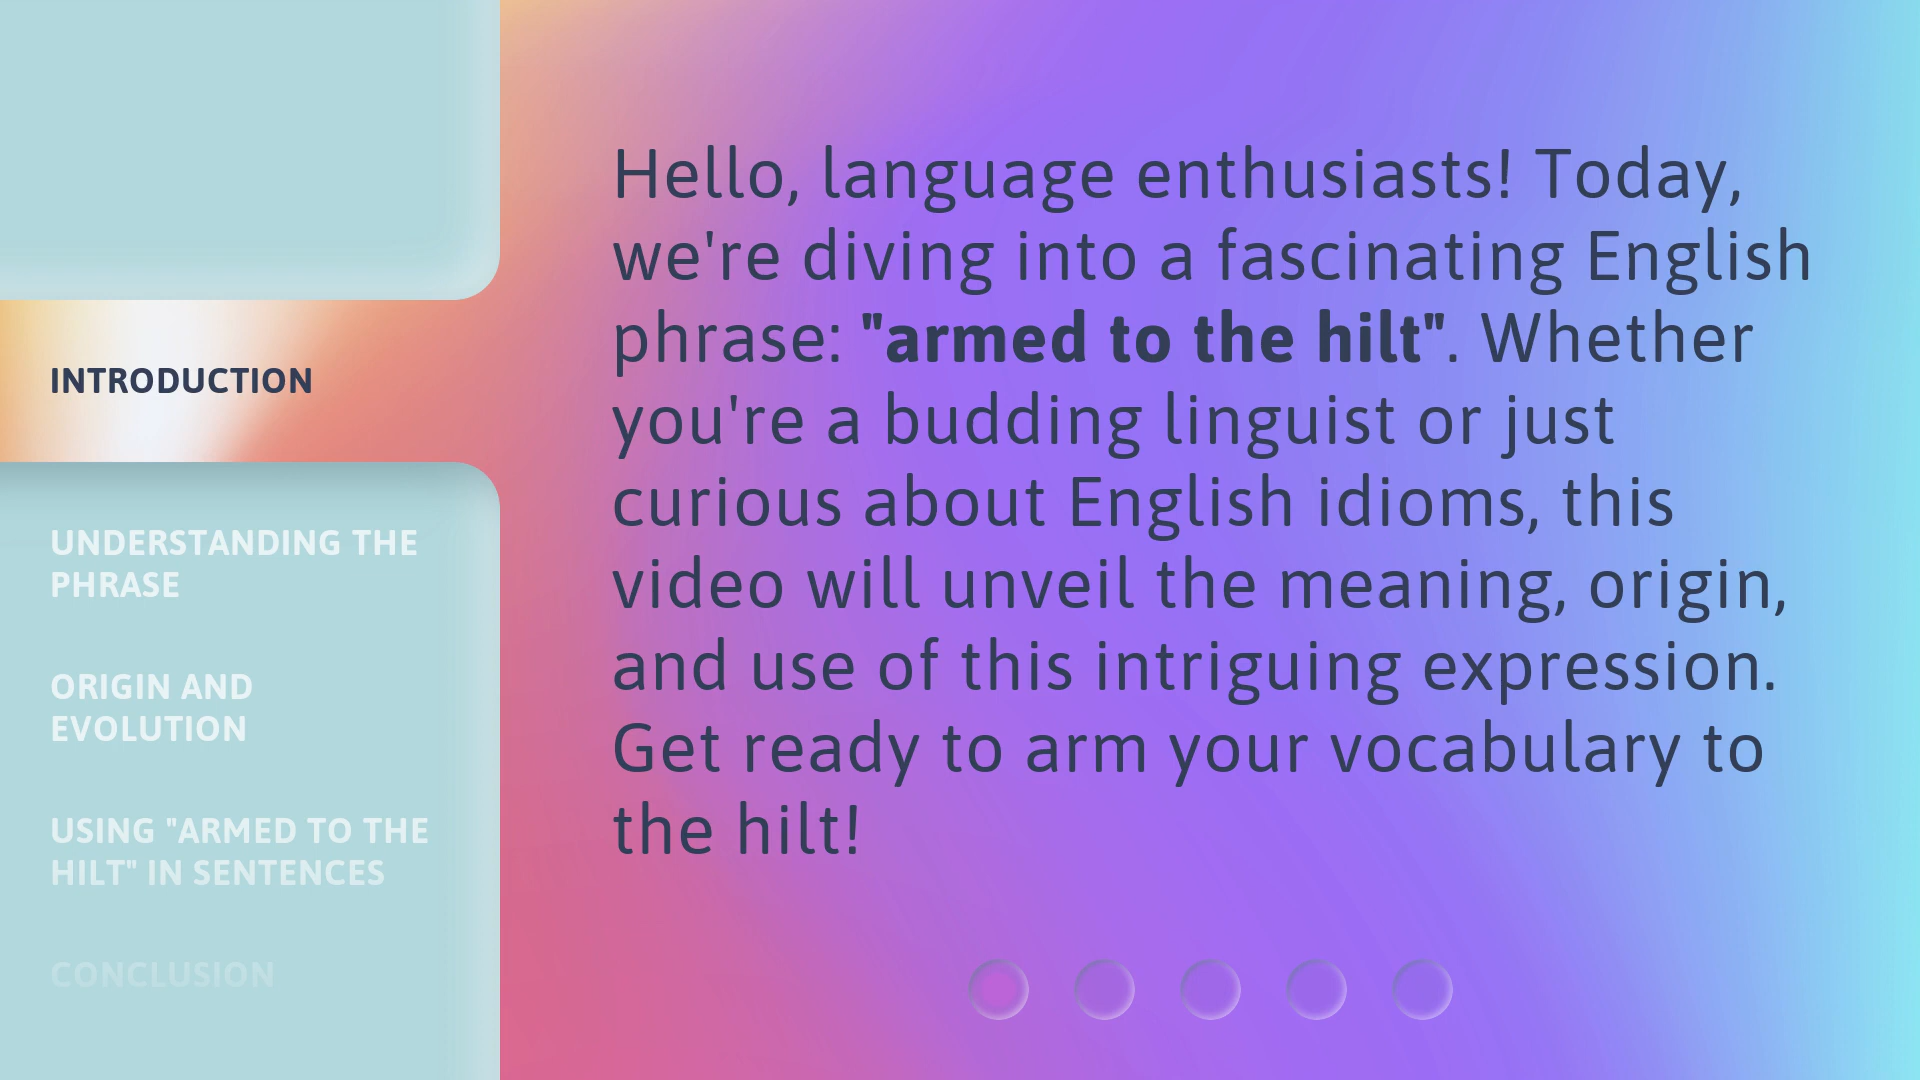 INTRODUCTION
UNDERSTANDING THE
PHRASE
ORIGIN AND
EVOLUTION
USING "ARMED TO THE
HILT" IN SENTENCES
CONCLUSION
Hello, language enthusiasts! Today,
we're diving into a fascinating English
phrase: "armed to the hilt". Whether
you're a budding linguist or just
curious about English idioms, this
video will unveil the meaning, origin,
and use of this intriguing expression.
Get ready to arm your vocabulary to
the hilt!